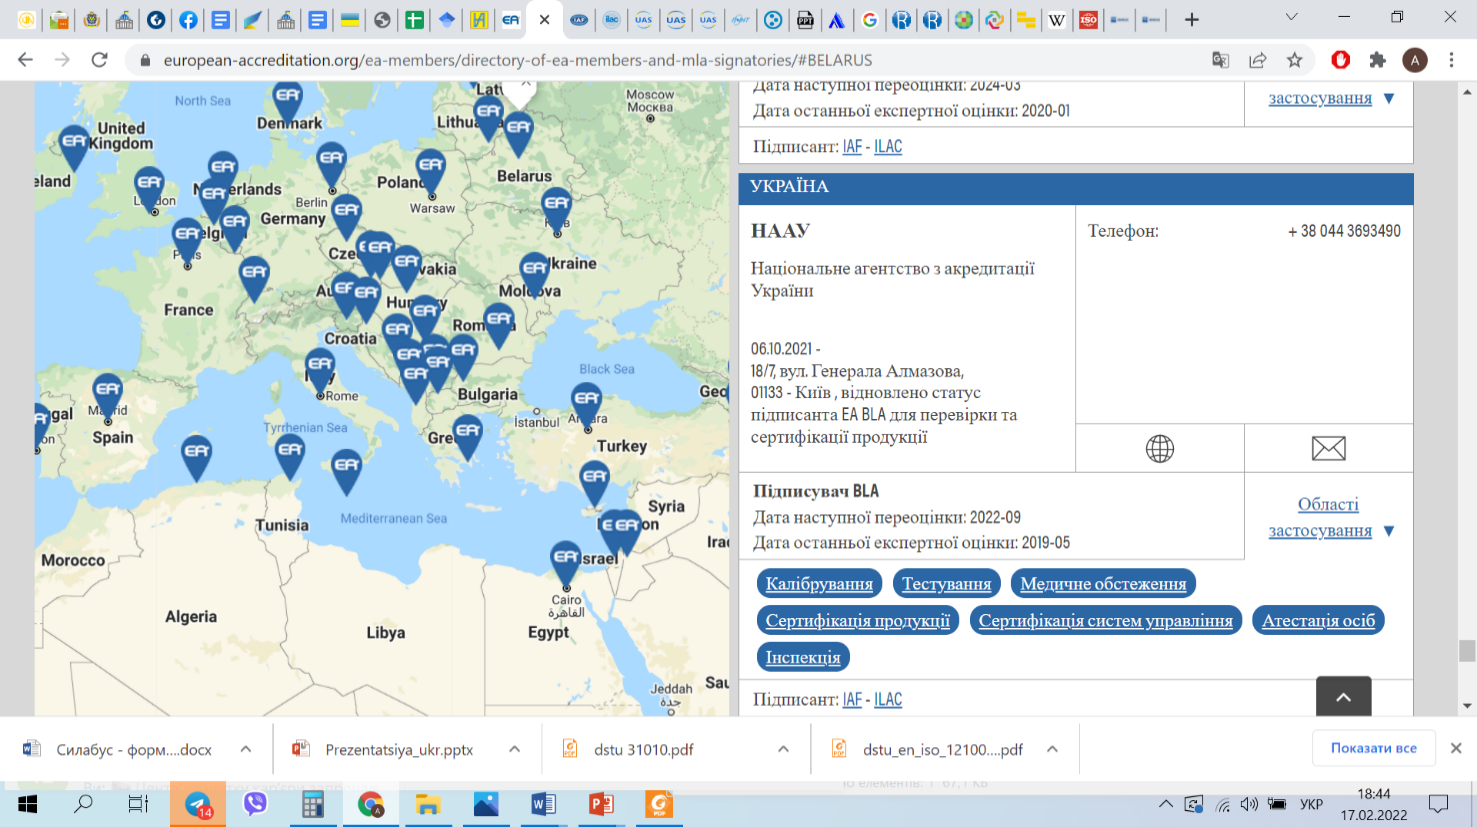 european-accreditation.org/ea-members/directory-of-ea-members-and-mla-signatories/#BELARUS
North Sea
Denmark
United
Kingdom
Netherlands
London
Berlin
Germany
Poland
Warsaw
Belarus
Moscow
Москва
France
Croatia
Rome
Bulgaria
Black Sea
İstanbul
Spain
Tyrrhenian Sea
Turkey
Syria
Tunisia
Mediterranean Sea
Morocco
Algeria
Libya
Cairo
القاهرة
Egypt
Jeddah
جدة
Дата наступної переоцінки: 2024-03
Дата останньої експертної оцінки: 2020-01
застосування ▼
Підписант: IAF - ILAC
УКРАЇНА
НААУ
Національне агентство з акредитації
України
06.10.2021 -
18/7, вул. Генерала Алмазова,
01133 - Київ , відновлено статус
підписанта EA BLA для перевірки та
сертифікації продукції
Телефон: + 38 044 3693490
Підписувач BLA
Дата наступної переоцінки: 2022-09
Дата останньої експертної оцінки: 2019-05
Області
застосування ▼
Калібрування Тестування Медичне обстеження
Сертифікація продукції Сертифікація систем управління Атестація осіб
Інспекція
Підписант: IAF - ILAC
Силабус - форм....docx
Prezentatsiya_ukr.pptx
dstu 31010.pdf
dstu_en_iso_12100....pdf
Показати все
14
УКР
18:44
17.02.2022